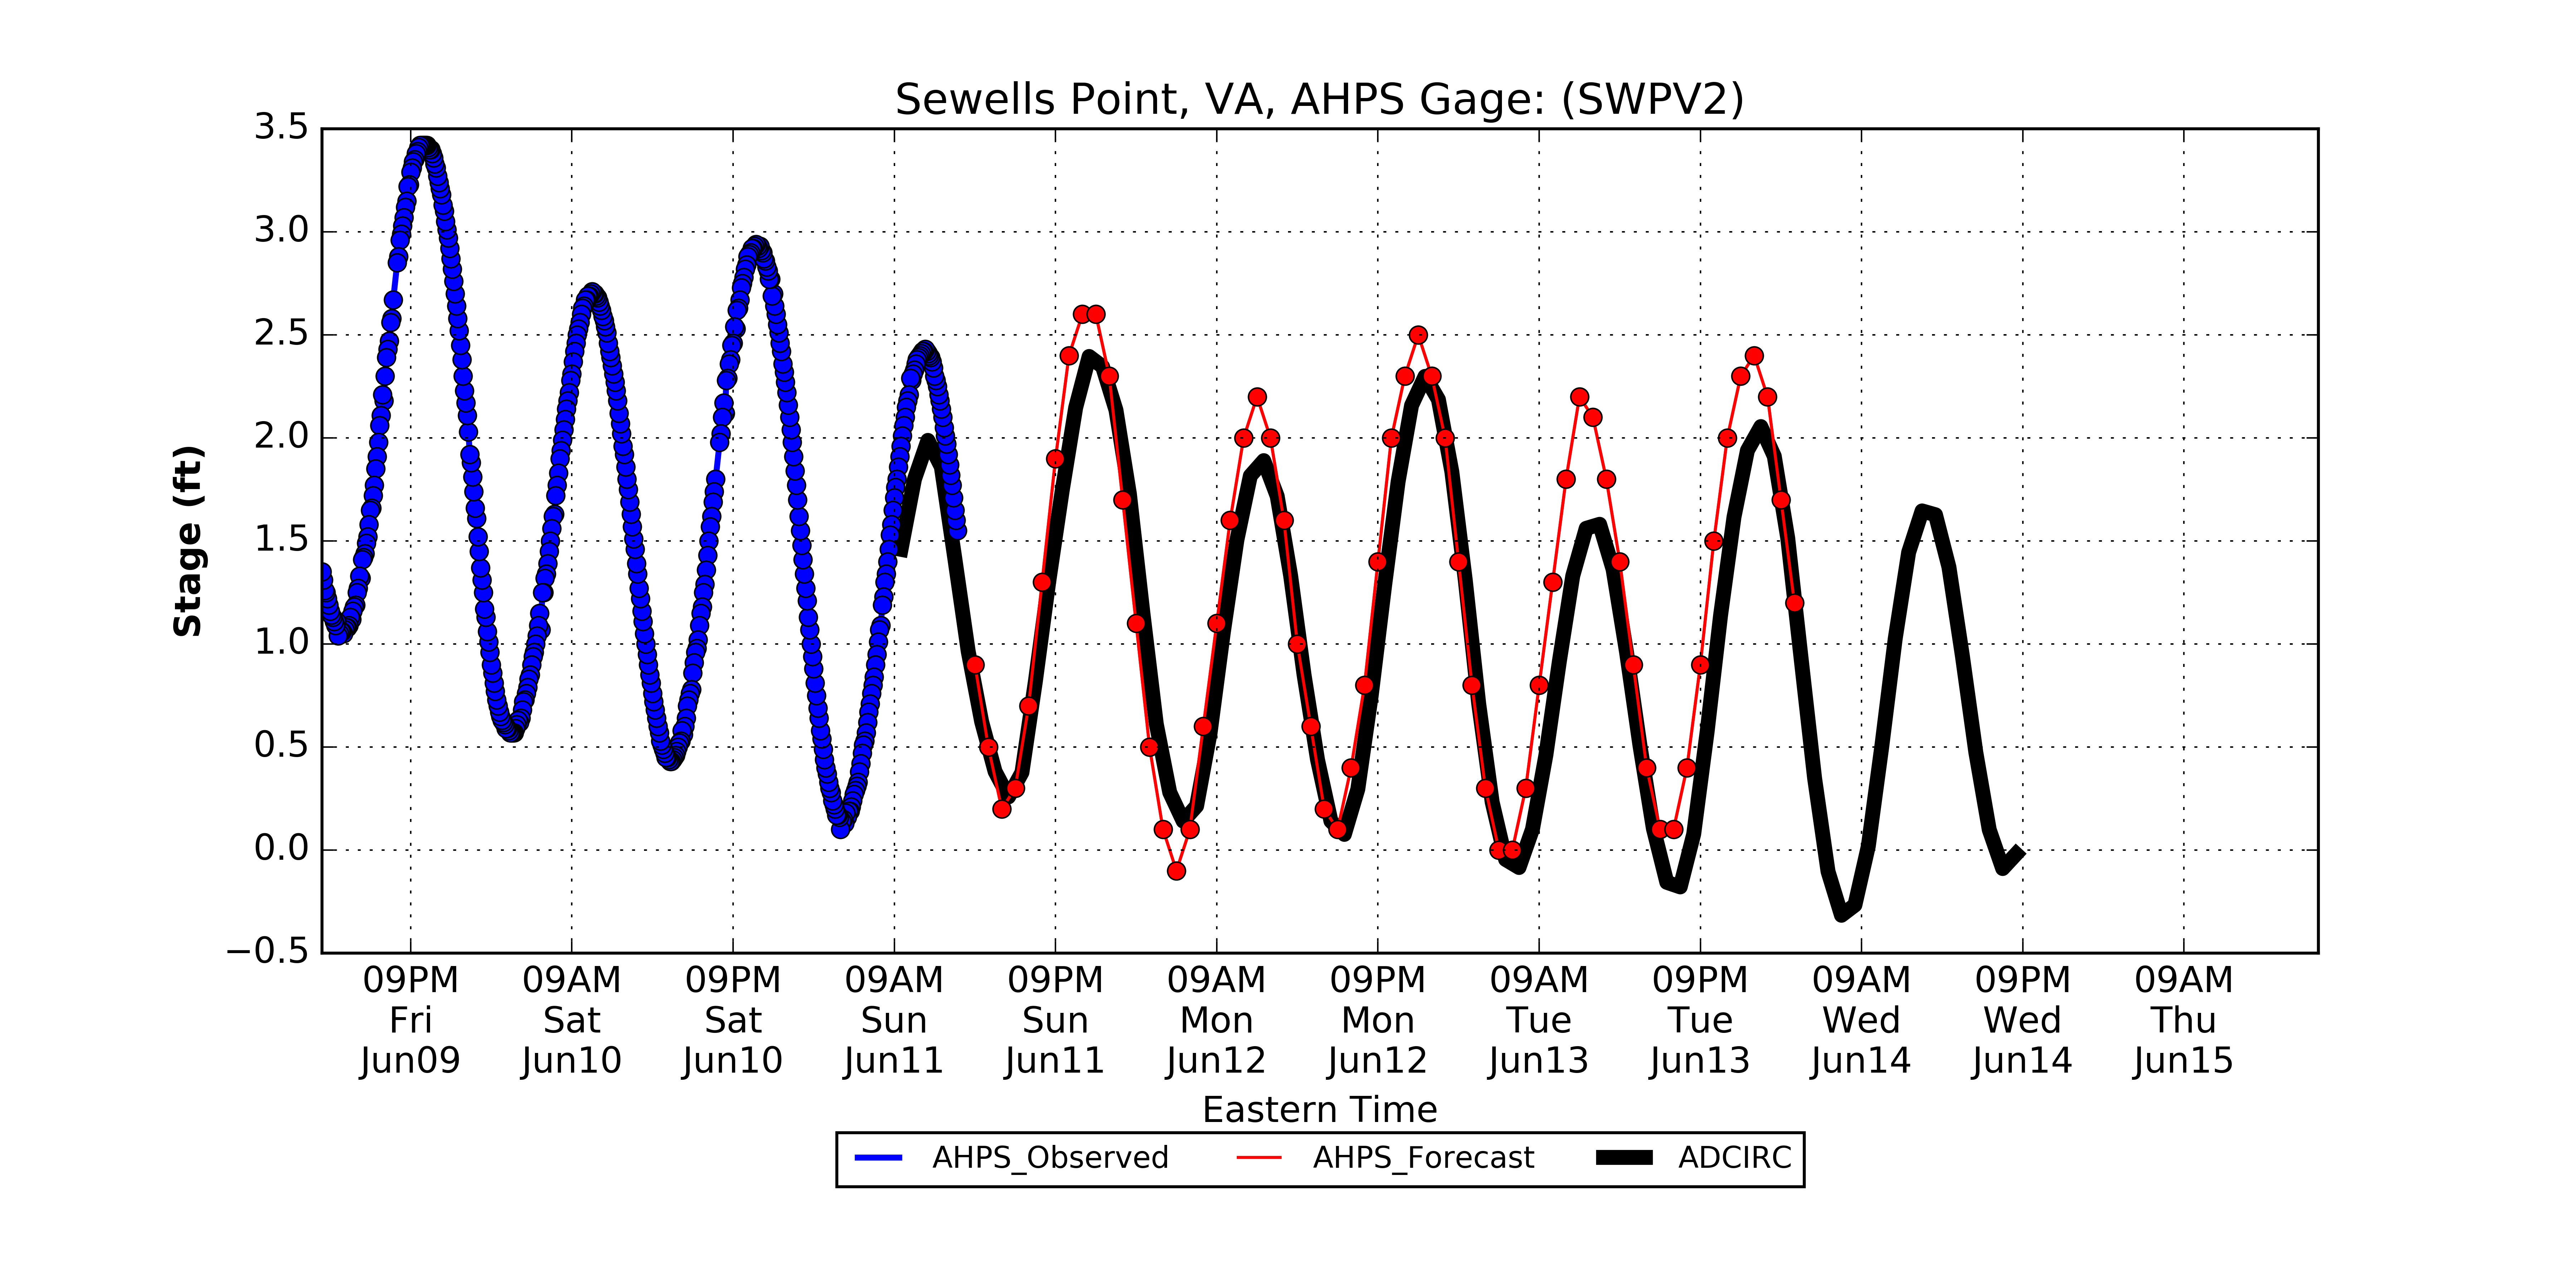 Sewells Point, VA, AHPS Gage: (SWPV2)
Stage (ft)
3.5
3.0
2.5
2.0
1.5
1.0
0.5
0.0
−0.5
09PM 09AM 09PM 09AM 09PM 09AM 09PM 09AM 09PM 09AM 09PM 09AM
Fri Sat Sat Sun Sun Mon Mon Tue Tue Wed Wed Thu
Jun09 Jun10 Jun10 Jun11 Jun11 Jun12 Jun12 Jun13 Jun13 Jun14 Jun14 Jun15
Eastern Time
AHPS_Observed AHPS_Forecast ADCIRC